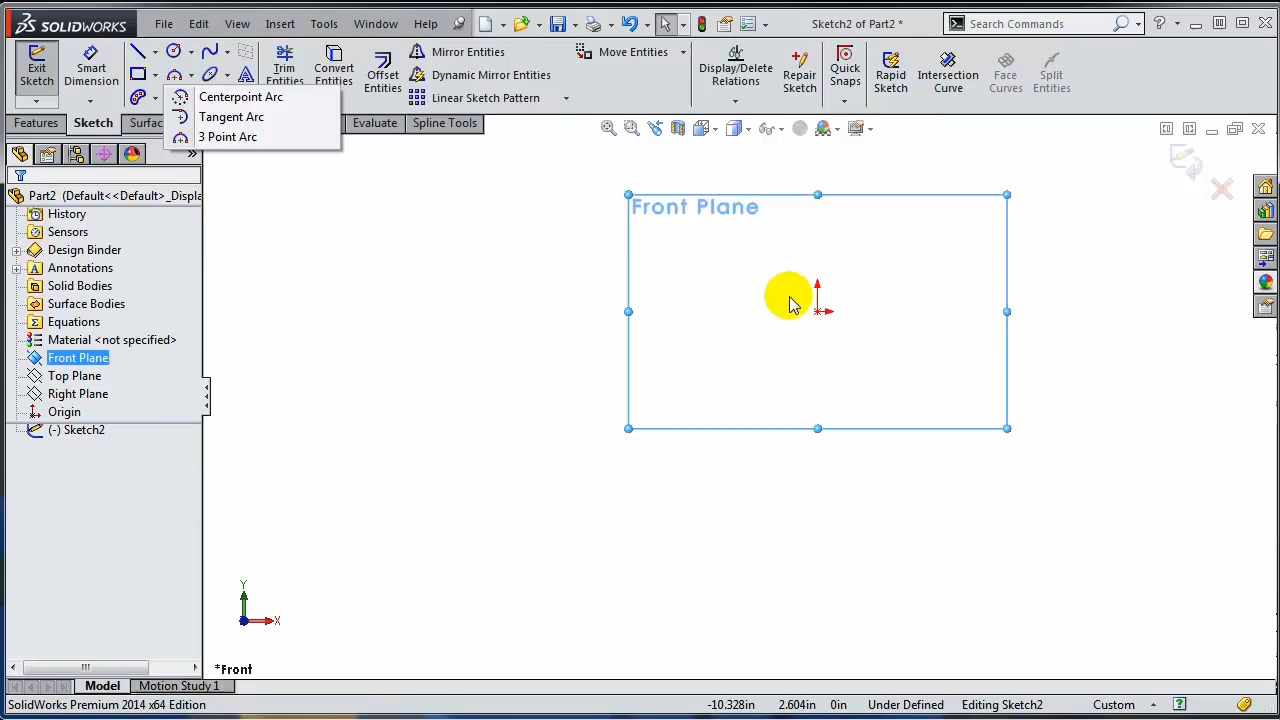 SOLIDWORKS File Edit View Insert Tools Window Help Sketch2 of Part2 * Search Commands
Exit Sketch
Smart Dimension
Trim Entities
Convert Entities
Offset Entities
Mirror Entities
Dynamic Mirror Entities
Linear Sketch Pattern
Move Entities
Display/Delete Relations
Repair Sketch
Quick Snaps
Rapid Sketch
Intersection Curve
Face Curves
Split Entities
Centerpoint Arc
Tangent Arc
3 Point Arc
Features Sketch Surfac Evaluate Spline Tools
Part2 (Default<<Default>_Displa
History
Sensors
Design Binder
Annotations
Solid Bodies
Surface Bodies
Equations
Material <not specified>
Front Plane
Top Plane
Right Plane
Origin
(-) Sketch2
Front Plane
Y
X
*Front
Model Motion Study 1
SolidWorks Premium 2014 x64 Edition -10.328in 2.604in 0in Under Defined Editing Sketch2 Custom